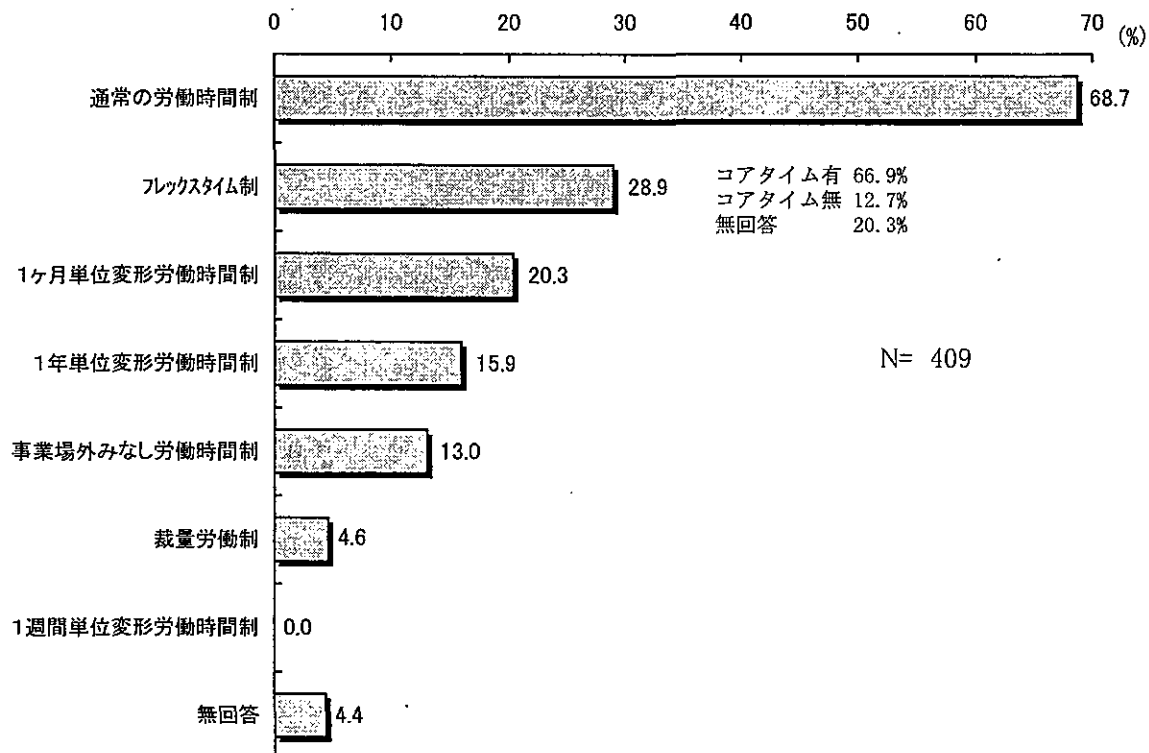 0 10 20 30 40 50 60 70 (%)
通常の労働時間制 68.7
フレックスタイム制 28.9
コアタイム有 66.9%
コアタイム無 12.7%
無回答 20.3%
1ヶ月単位変形労働時間制 20.3
1年単位変形労働時間制 15.9
N= 409
事業場外みなし労働時間制 13.0
裁量労働制 4.6
1週間単位変形労働時間制 0.0
無回答 4.4